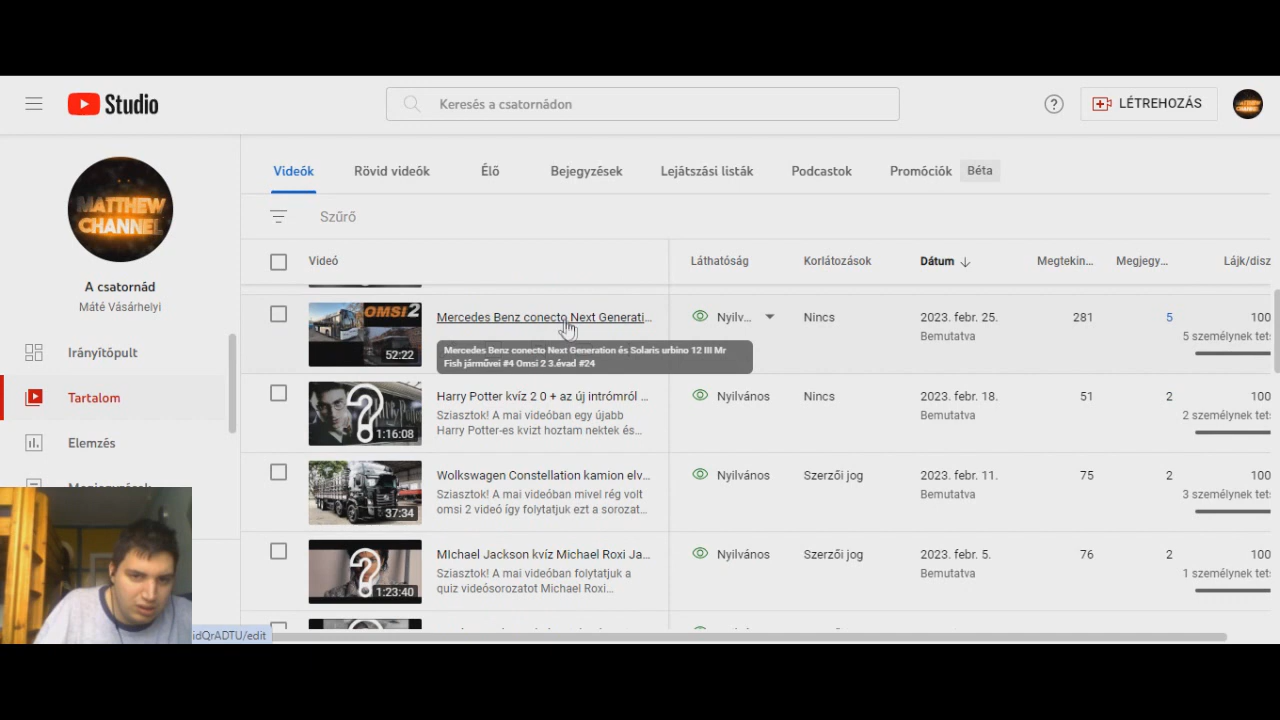 Studio
Keresés a csatornádon
LÉTREHOZÁS
MATTHEW
CHANNEL
A csatornád
Máté Vásárhelyi
Irányítópult
Tartalom
Elemzés
Videók Rövid videók Élő Bejegyzések Lejátszási listák Podcastok Promóciók Béta
Szűrő
Videó Láthatóság Korlátozások Dátum Megtekin... Megjegy... Lájk/disz
OMSI2
52:22
Mercedes Benz conecto Next Generati... Nyilv... Nincs 2023. febr. 25. 281 5 100
Bemutatva 5 személynek tets
Mercedes Benz conecto Next Generation és Solaris urbino 12 III Mr
Fish járművei #4 Omsi 2 3.évad #24
1:16:08
Harry Potter kvíz 2 0 + az új intrómról ... Nyilvános Nincs 2023. febr. 18. 51 2 100
Sziasztok! A mai videóban egy újabb Bemutatva 2 személynek tets
Harry Potter-es kvizt hoztam nektek és...
37:34
Wolkswagen Constellation kamion elv... Nyilvános Szerzői jog 2023. febr. 11. 75 2 100
Sziasztok! A mai videóban mivel rég volt Bemutatva 3 személynek tets
omsi 2 videó így folytatjuk ezt a sorozat...
1:23:40
MIchael Jackson kvíz Michael Roxi Ja... Nyilvános Szerzői jog 2023. febr. 5. 76 2 100
Sziasztok! A mai videóban folytatjuk a Bemutatva 1 személynek tets
quiz videósorozatot Michael Roxi...
idQrADTU/edit